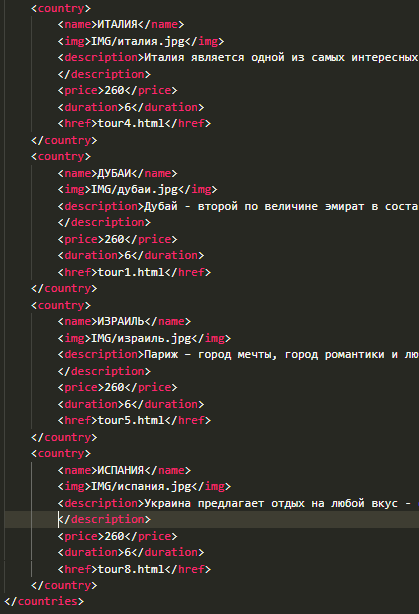 <country>
<name>ИТАЛИЯ</name>
<img>IMG/италия.jpg</img>
<description>Италия является одной из самых интересных
</description>
<price>260</price>
<duration>6</duration>
<href>tour4.html</href>
</country>
<country>
<name>ДУБАИ</name>
<img>IMG/дубаи.jpg</img>
<description>Дубай - второй по величине эмират в соста
</description>
<price>260</price>
<duration>6</duration>
<href>tour1.html</href>
</country>
<country>
<name>ИЗРАИЛЬ</name>
<img>IMG/израиль.jpg</img>
<description>Париж – город мечты, город романтики и лю
</description>
<price>260</price>
<duration>6</duration>
<href>tour5.html</href>
</country>
<country>
<name>ИСПАНИЯ</name>
<img>IMG/испания.jpg</img>
<description>Украина предлагает отдых на любой вкус -
</description>
<price>260</price>
<duration>6</duration>
<href>tour8.html</href>
</country>
</countries>